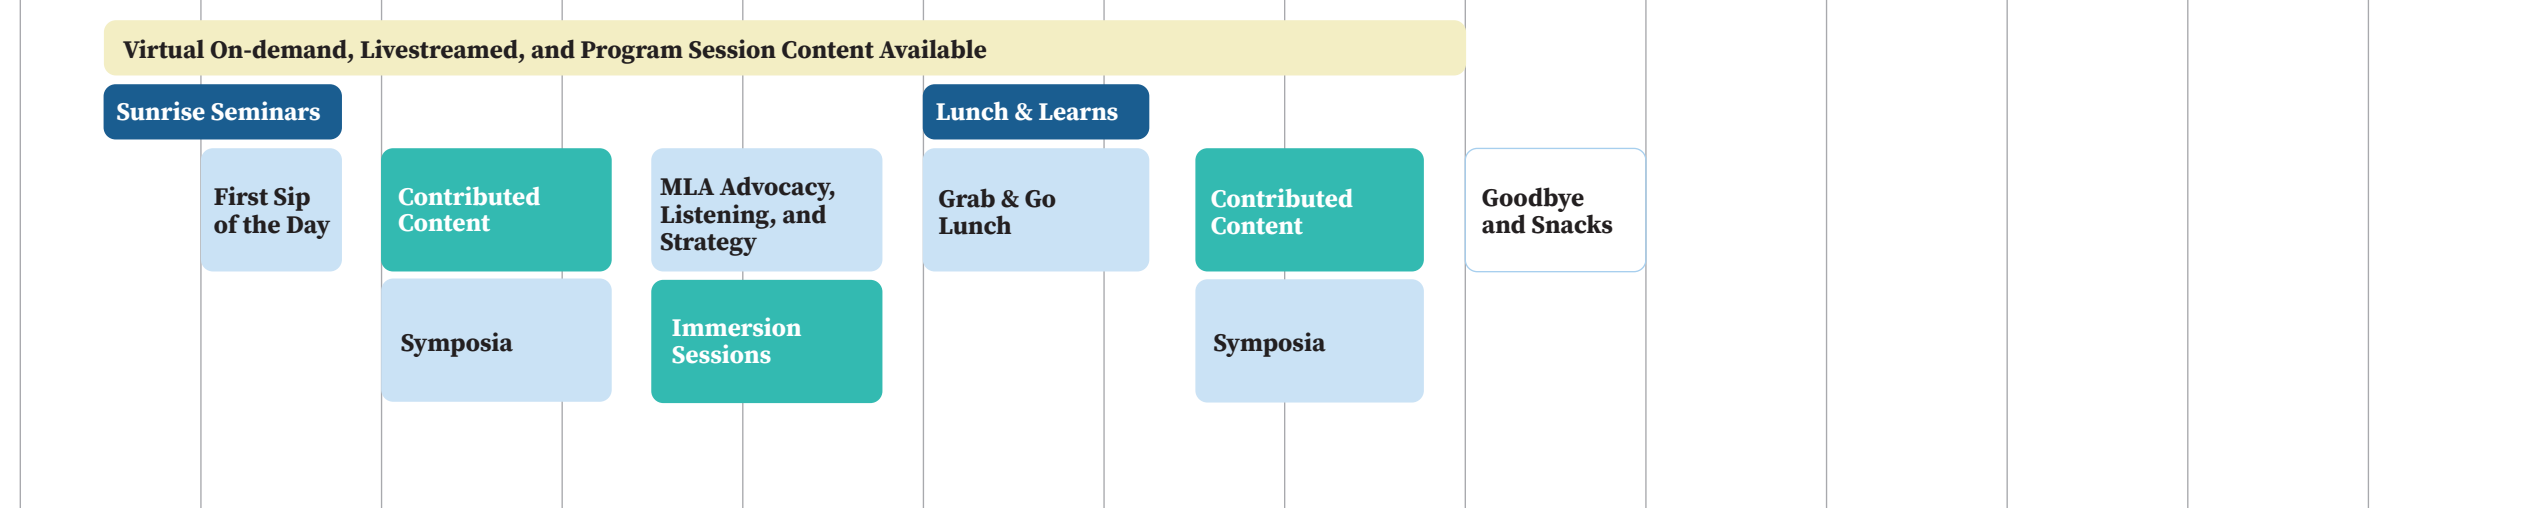 Virtual On-demand, Livestreamed, and Program Session Content Available
Sunrise Seminars
Lunch & Learns
First Sip
of the Day
Contributed
Content
MLA Advocacy,
Listening, and
Strategy
Grab & Go
Lunch
Contributed
Content
Goodbye
and Snacks
Symposia
Immersion
Sessions
Symposia